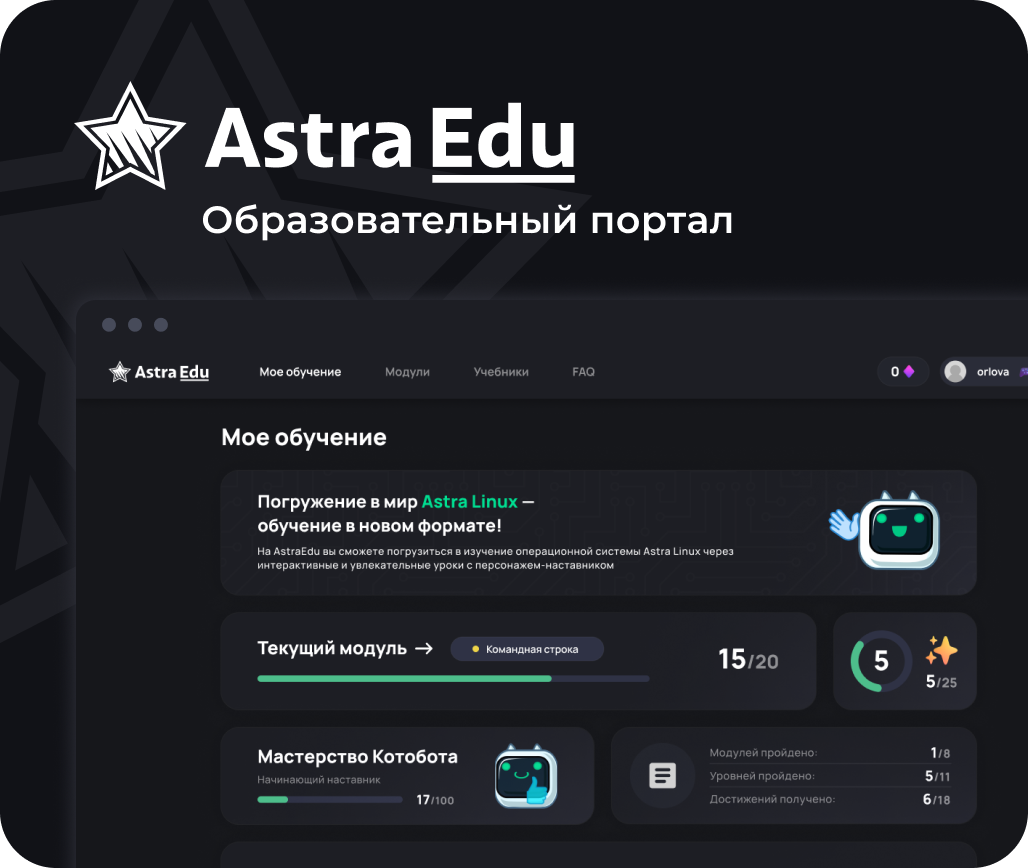 Astra Edu
Образовательный портал
Astra Edu Мое обучение Модули Учебники FAQ 0 orlova
Мое обучение
Погружение в мир Astra Linux —
обучение в новом формате!
На AstraEdu вы сможете погрузиться в изучение операционной системы Astra Linux через
интерактивные и увлекательные уроки с персонажем-наставником
Текущий модуль → Командная строка 15/20
5
5/25
Мастерство Котобота
Начинающий наставник
17/100
Модулей пройдено: 1/8
Уровней пройдено: 5/11
Достижений получено: 6/18